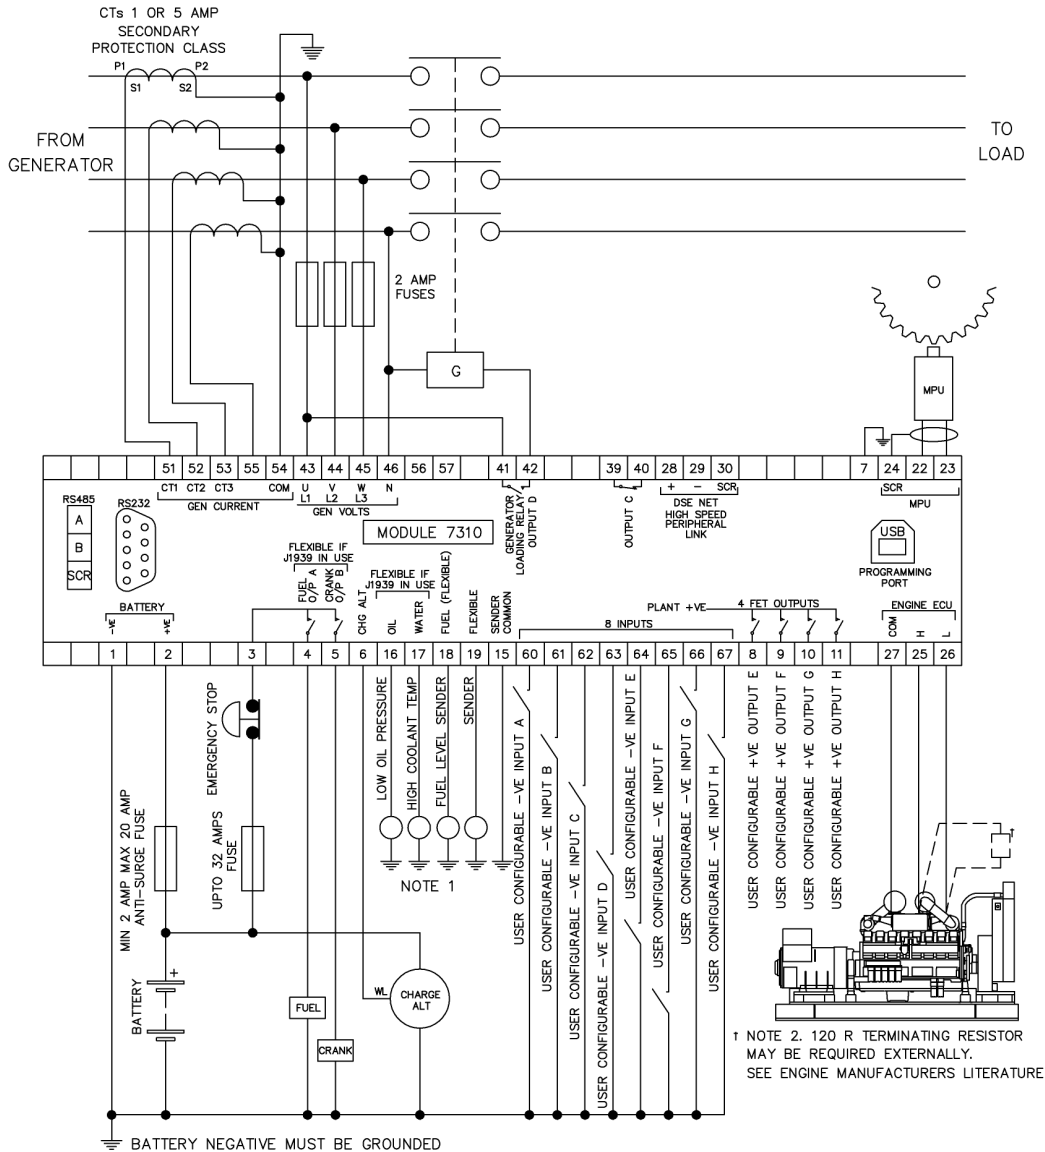 CTs 1 OR 5 AMP
SECONDARY
PROTECTION CLASS
P1
P2
S1
S2
FROM
GENERATOR
TO
LOAD
2 AMP
FUSES
G
MPU
51 52 53 55 54 43 44 45 46 56 57 41 42 39 40 28 29 30 7 24 22 23
CT1 CT2 CT3 COM
GEN CURRENT
U V W N
L1 L2 L3
GEN VOLTS
GENERATOR
LOADING RELAY
OUTPUT D
OUTPUT C
+ − SCR
DSE NET
HIGH SPEED
PERIPHERAL
LINK
SCR
MPU
RS485
A
B
SCR
RS232
MODULE 7310
USB
PROGRAMMING
PORT
FLEXIBLE IF
J1939 IN USE
FUEL
O/P A
CRANK
O/P B
CHG ALT
FLEXIBLE IF
J1939 IN USE
OIL
WATER
FUEL (FLEXIBLE)
FLEXIBLE
SENDER
COMMON
BATTERY
-VE
+VE
8 INPUTS
PLANT +VE
4 FET OUTPUTS
ENGINE ECU
COM
H
L
1 2 3 4 5 6 16 17 18 19 15 60 61 62 63 64 65 66 67 8 9 10 11 27 25 26
EMERGENCY STOP
MIN 2 AMP MAX 20 AMP
ANTI-SURGE FUSE
UPTO 32 AMPS
FUSE
LOW OIL PRESSURE
HIGH COOLANT TEMP
FUEL LEVEL SENDER
SENDER
NOTE 1
USER CONFIGURABLE -VE INPUT A
USER CONFIGURABLE -VE INPUT B
USER CONFIGURABLE -VE INPUT C
USER CONFIGURABLE -VE INPUT D
USER CONFIGURABLE -VE INPUT E
USER CONFIGURABLE -VE INPUT F
USER CONFIGURABLE -VE INPUT G
USER CONFIGURABLE -VE INPUT H
USER CONFIGURABLE +VE OUTPUT E
USER CONFIGURABLE +VE OUTPUT F
USER CONFIGURABLE +VE OUTPUT G
USER CONFIGURABLE +VE OUTPUT H
†
BATTERY
+
FUEL
CRANK
WL
CHARGE
ALT
† NOTE 2. 120 R TERMINATING RESISTOR
MAY BE REQUIRED EXTERNALLY.
SEE ENGINE MANUFACTURERS LITERATURE
BATTERY NEGATIVE MUST BE GROUNDED